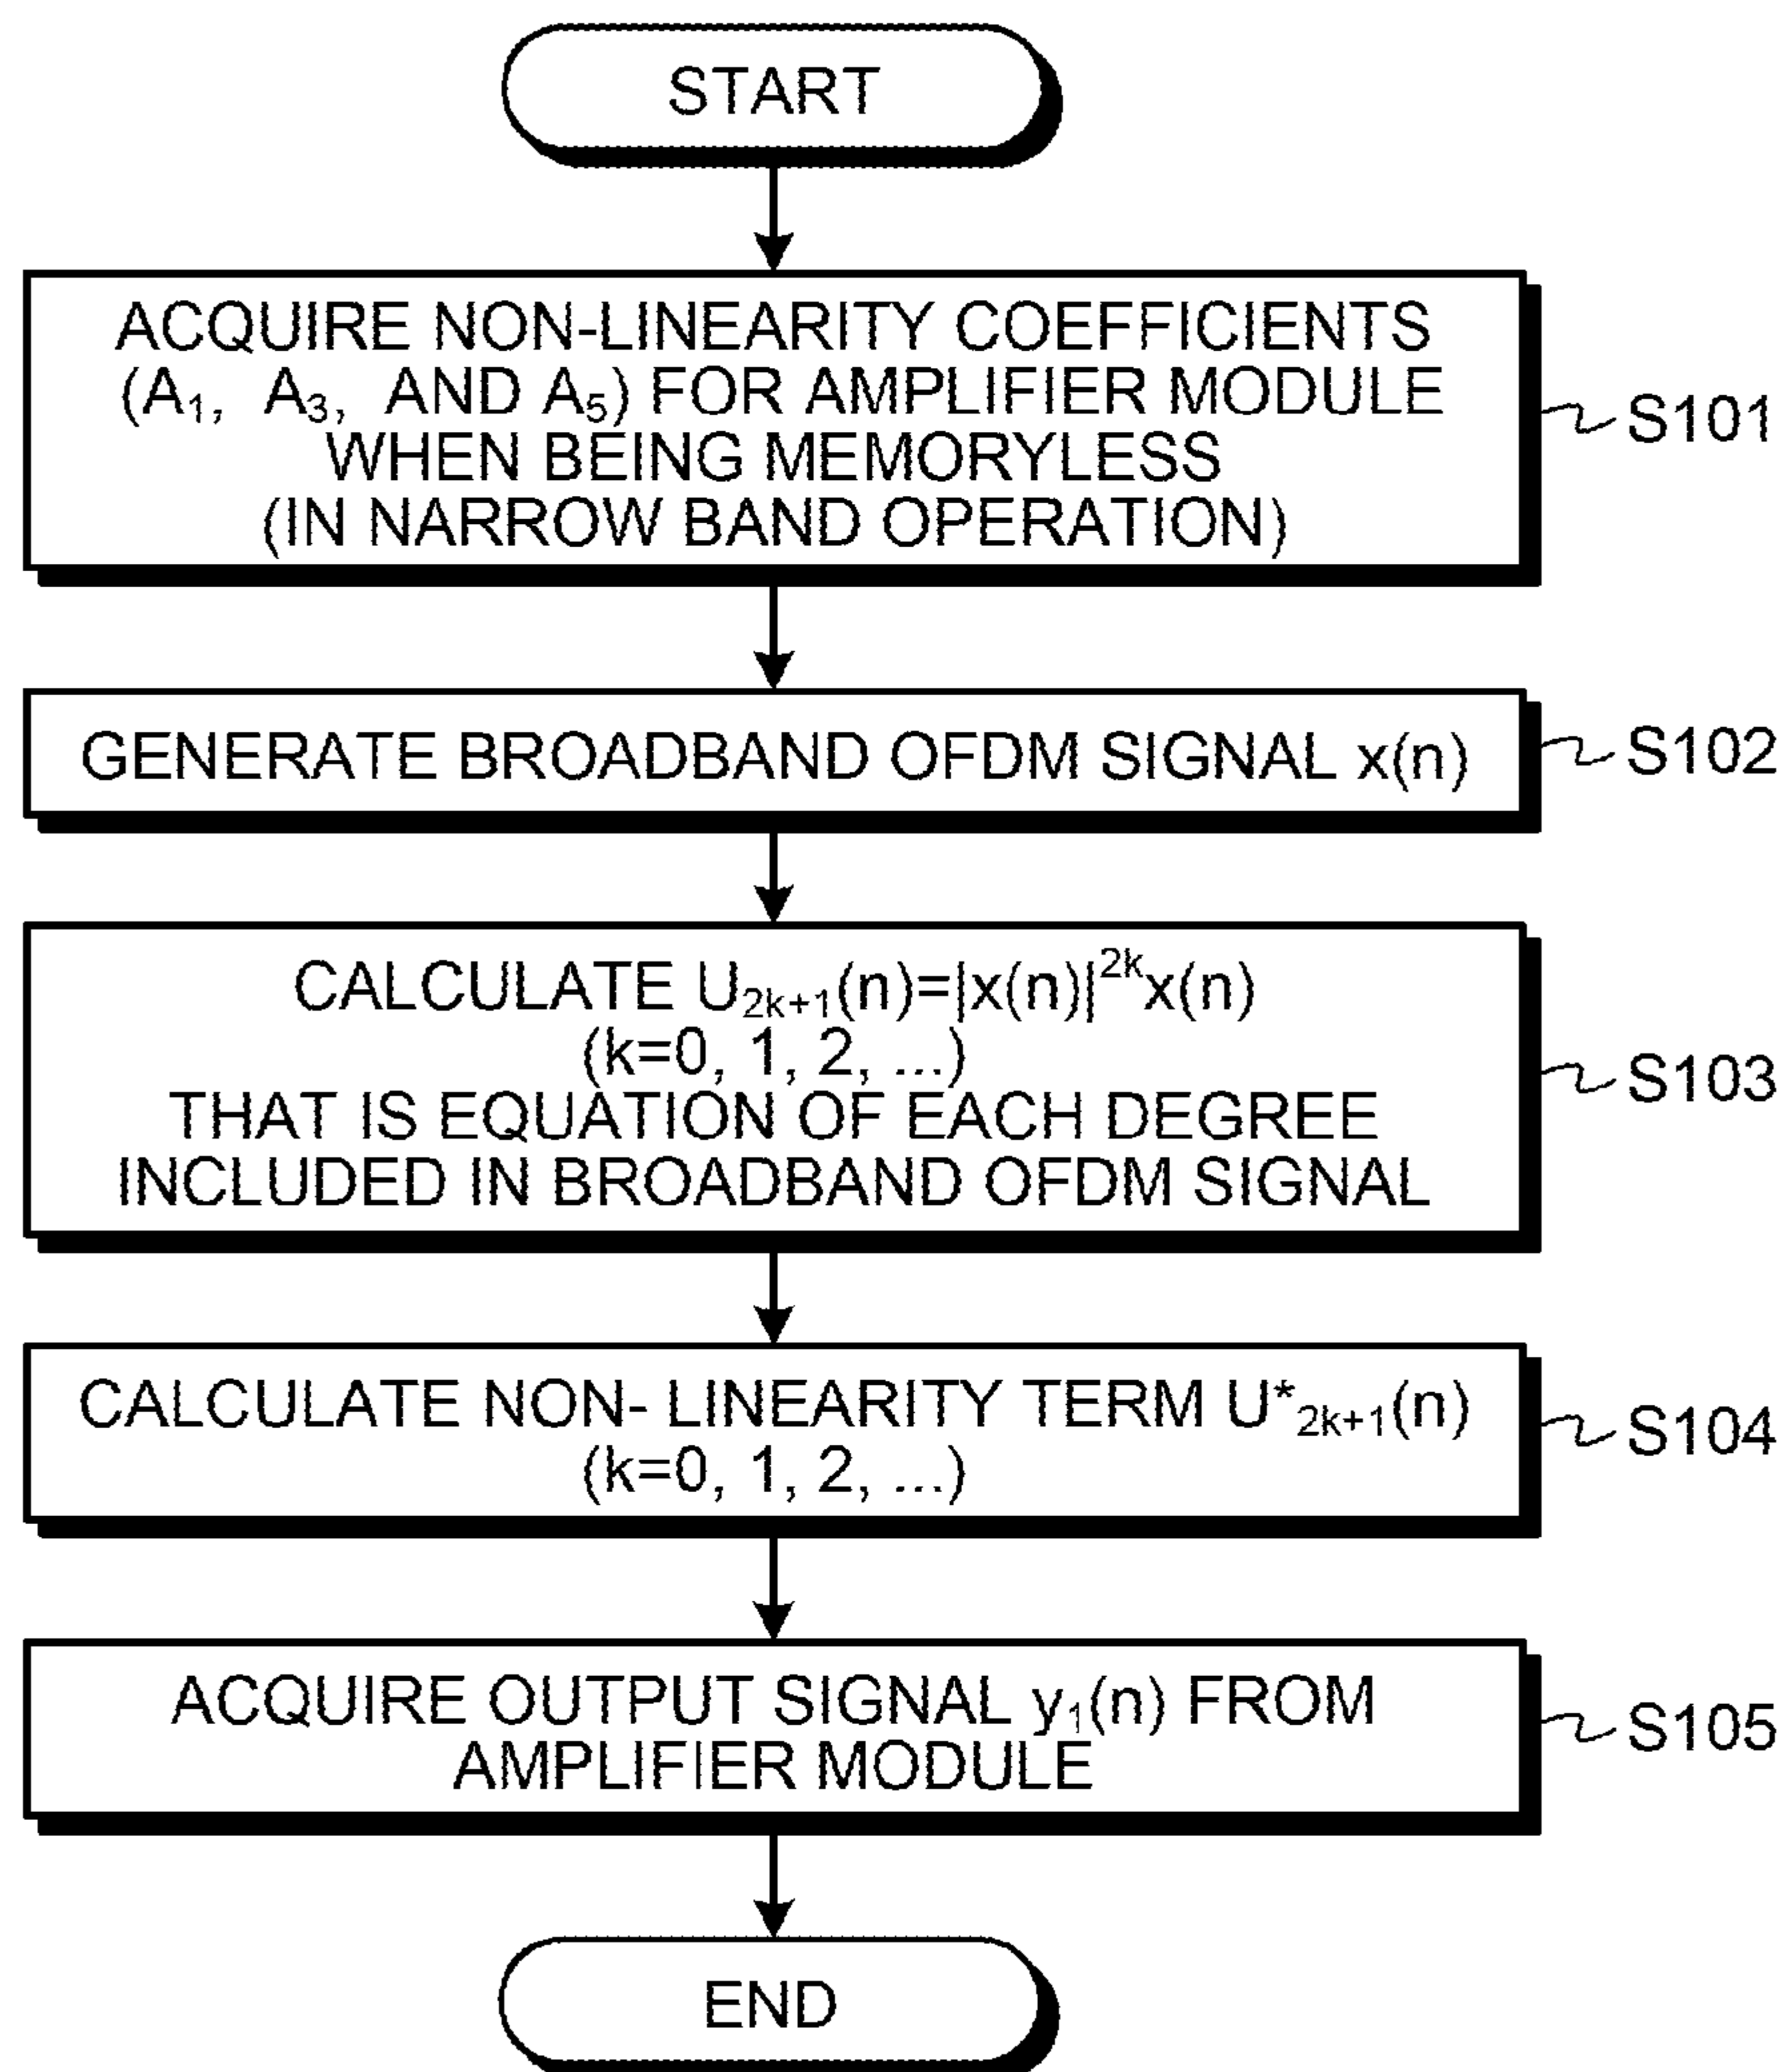 START
ACQUIRE NON-LINEARITY COEFFICIENTS
(A₁, A₃, AND A₅) FOR AMPLIFIER MODULE
WHEN BEING MEMORYLESS
(IN NARROW BAND OPERATION)
S101
GENERATE BROADBAND OFDM SIGNAL x(n)
S102
CALCULATE U₂ₖ₊₁(n)=|x(n)|²ᵏx(n)
(k=0, 1, 2, ...)
THAT IS EQUATION OF EACH DEGREE
INCLUDED IN BROADBAND OFDM SIGNAL
S103
CALCULATE NON- LINEARITY TERM U*₂ₖ₊₁(n)
(k=0, 1, 2, ...)
S104
ACQUIRE OUTPUT SIGNAL y₁(n) FROM
AMPLIFIER MODULE
S105
END